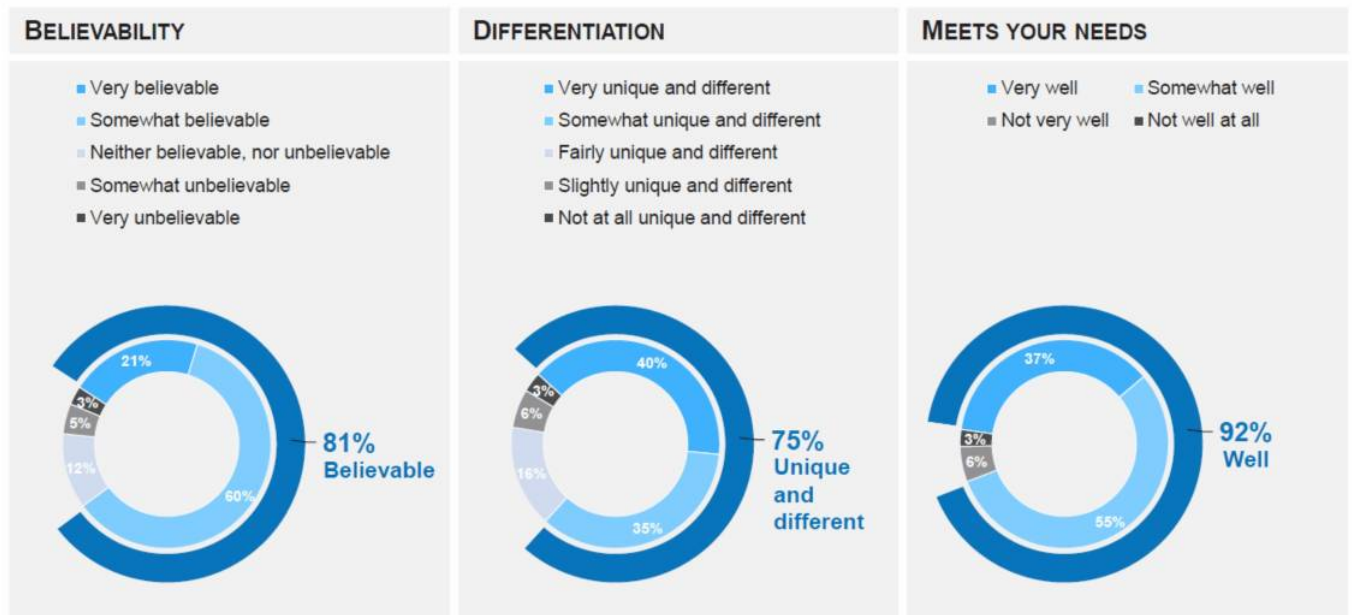 BELIEVABILITY
Very believable
Somewhat believable
Neither believable, nor unbelievable
Somewhat unbelievable
Very unbelievable
21%
3%
5%
12%
60%
81%
Believable
DIFFERENTIATION
Very unique and different
Somewhat unique and different
Fairly unique and different
Slightly unique and different
Not at all unique and different
40%
3%
6%
16%
35%
75%
Unique
and
different
MEETS YOUR NEEDS
Very well Somewhat well
Not very well Not well at all
37%
3%
6%
55%
92%
Well